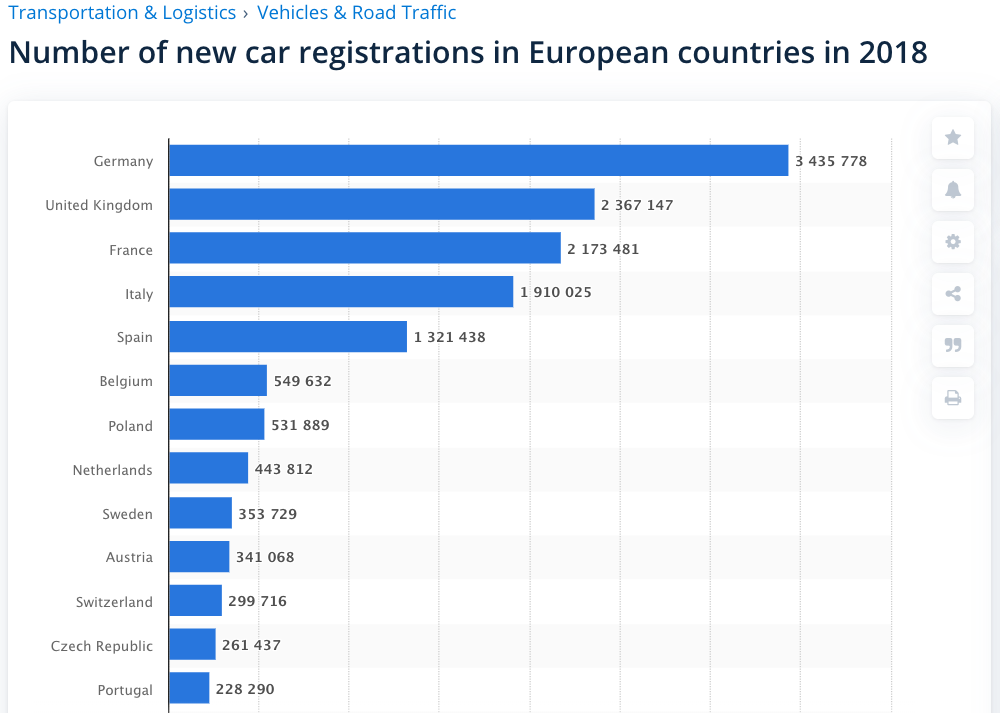 Transportation & Logistics › Vehicles & Road Traffic
Number of new car registrations in European countries in 2018
Germany 3 435 778
United Kingdom 2 367 147
France 2 173 481
Italy 1 910 025
Spain 1 321 438
Belgium 549 632
Poland 531 889
Netherlands 443 812
Sweden 353 729
Austria 341 068
Switzerland 299 716
Czech Republic 261 437
Portugal 228 290